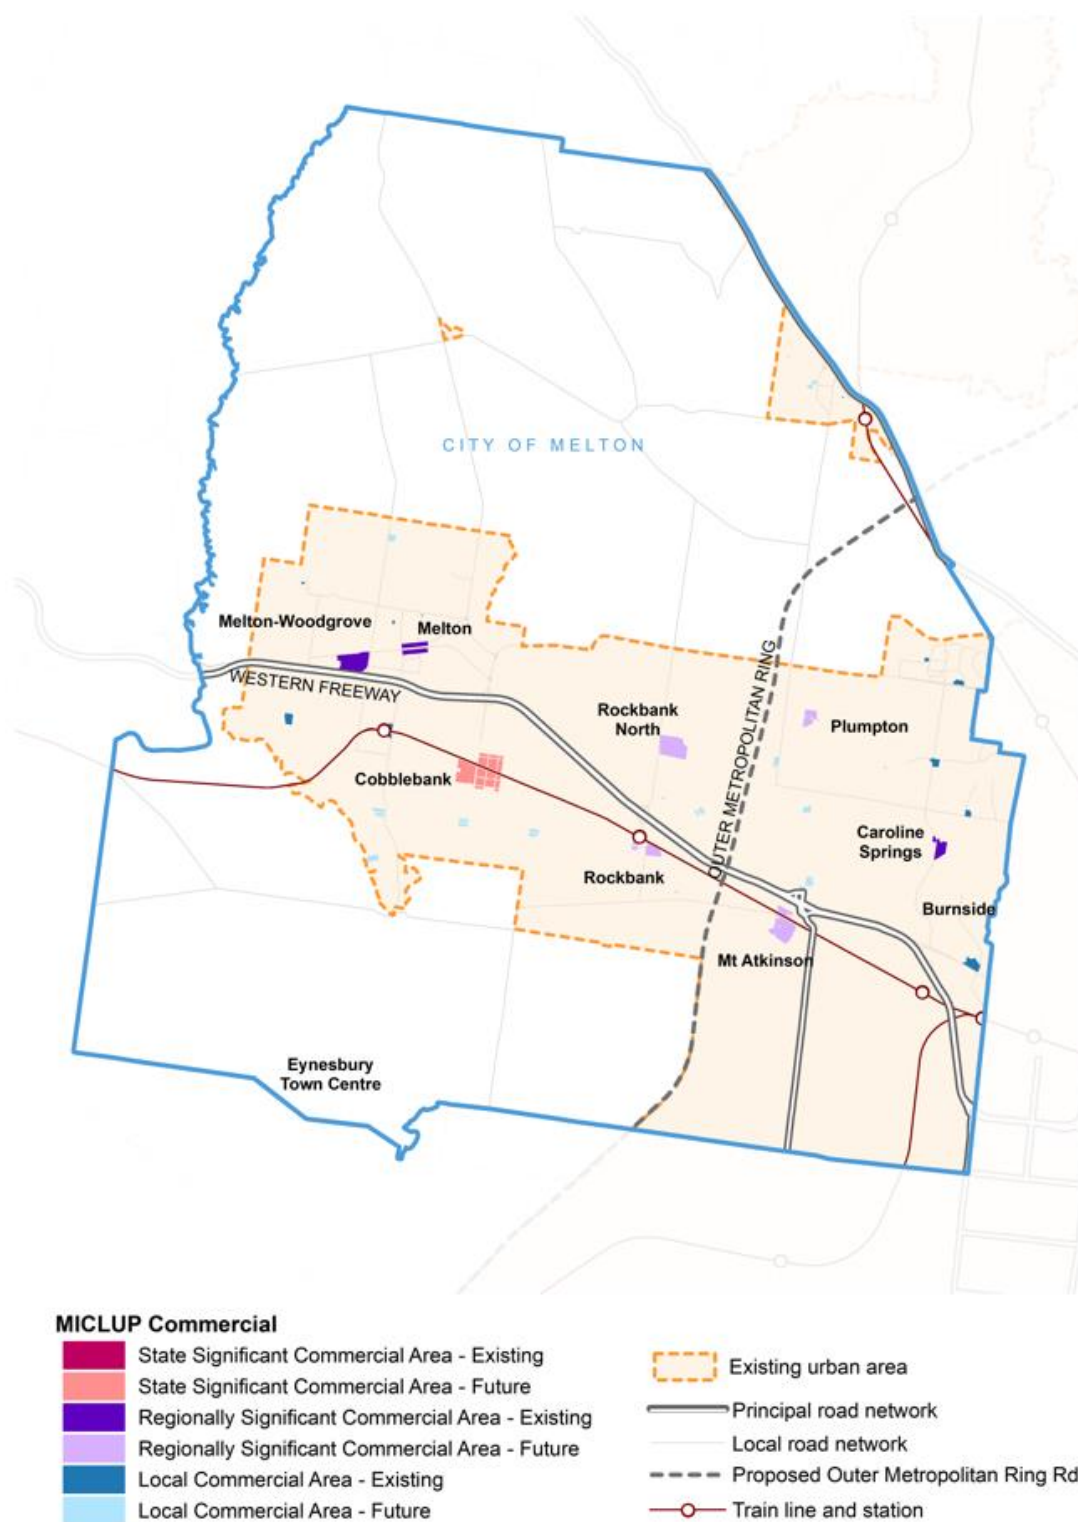 CITY OF MELTON
Melton-Woodgrove
Melton
WESTERN FREEWAY
OUTER METROPOLITAN RING
Rockbank
North
Plumpton
Cobblebank
Caroline
Springs
Rockbank
Burnside
Mt Atkinson
Eynesbury
Town Centre
MICLUP Commercial
State Significant Commercial Area - Existing
State Significant Commercial Area - Future
Regionally Significant Commercial Area - Existing
Regionally Significant Commercial Area - Future
Local Commercial Area - Existing
Local Commercial Area - Future
Existing urban area
Principal road network
Local road network
Proposed Outer Metropolitan Ring Rd
Train line and station